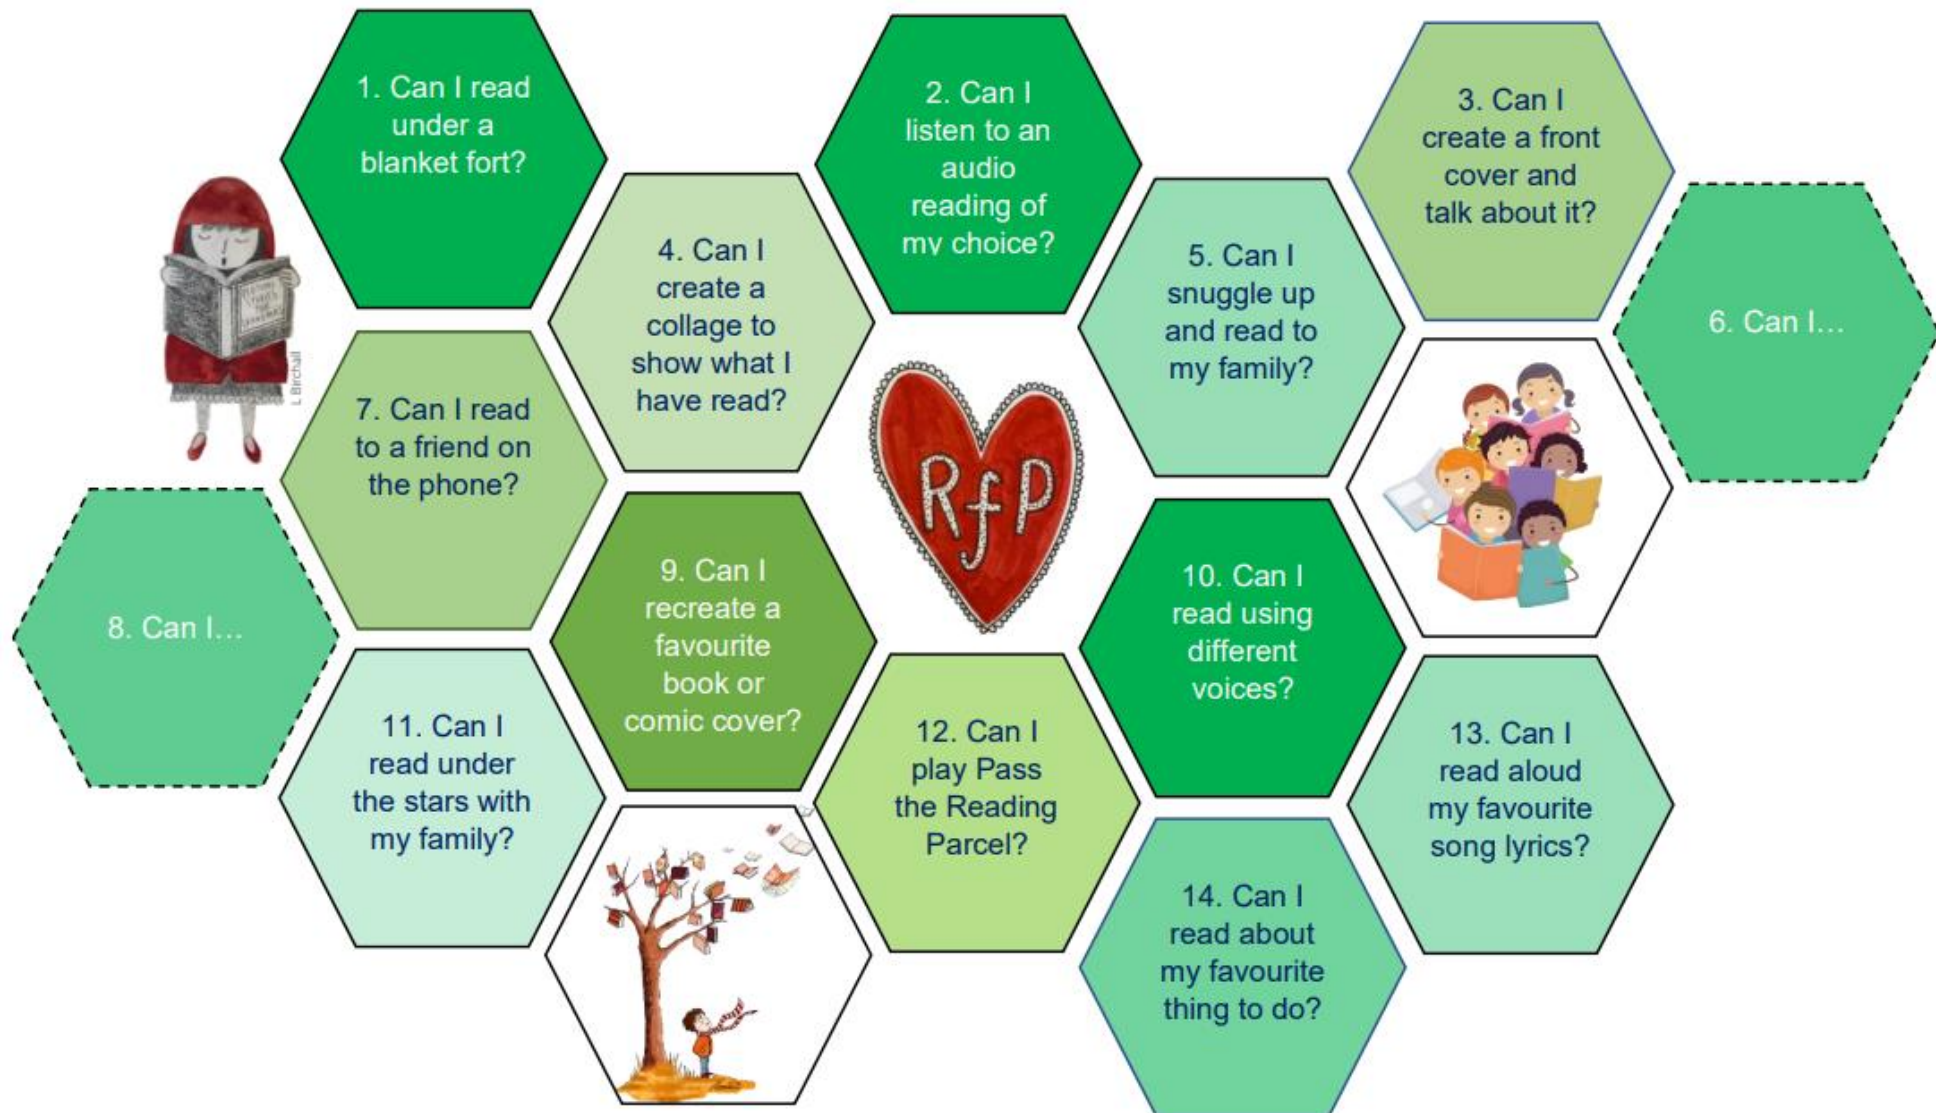 1. Can I read
under a
blanket fort?
2. Can I
listen to an
audio
reading of
my choice?
3. Can I
create a front
cover and
talk about it?
4. Can I
create a
collage to
show what I
have read?
5. Can I
snuggle up
and read to
my family?
6. Can I...
L Birchall
7. Can I read
to a friend on
the phone?
RfP
8. Can I...
9. Can I
recreate a
favourite
book or
comic cover?
10. Can I
read using
different
voices?
11. Can I
read under
the stars with
my family?
12. Can I
play Pass
the Reading
Parcel?
13. Can I
read aloud
my favourite
song lyrics?
14. Can I
read about
my favourite
thing to do?